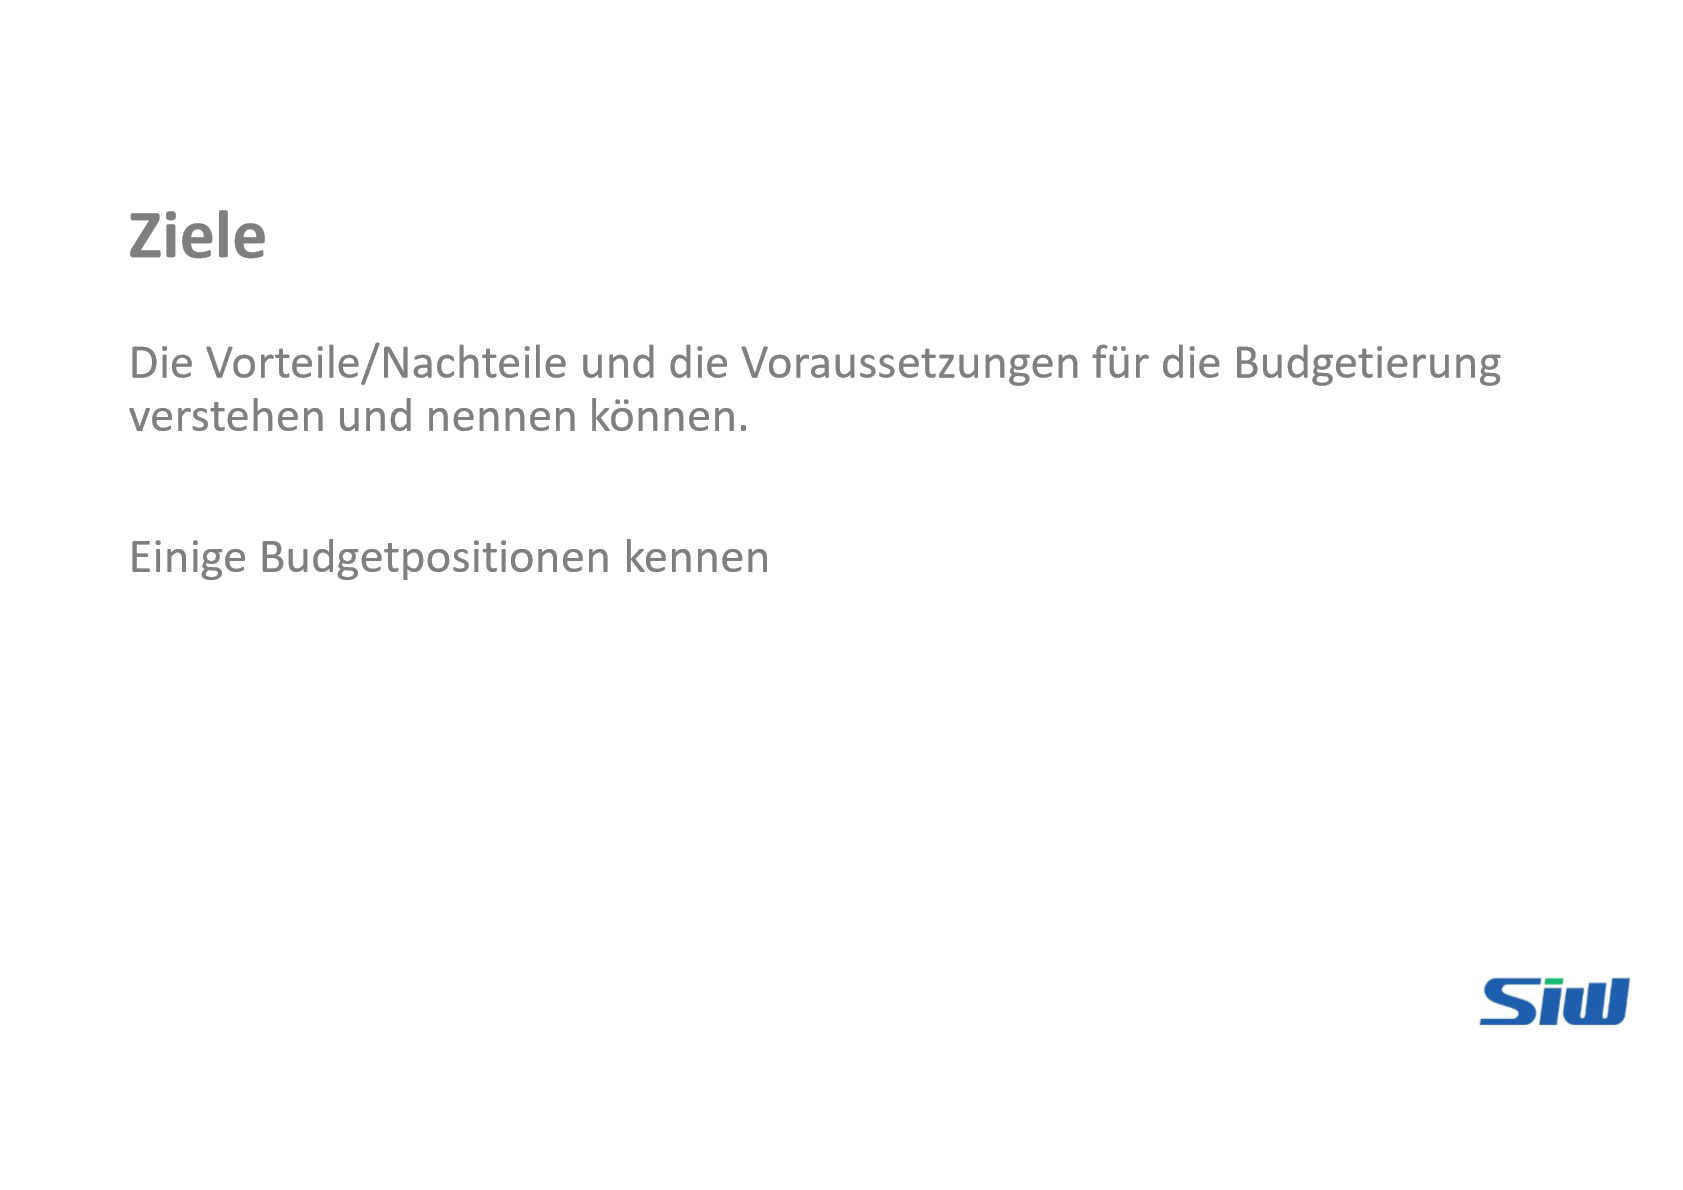 Ziele
Die Vorteile/Nachteile und die Voraussetzungen für die Budgetierung
verstehen und nennen können.
Einige Budgetpositionen kennen
Siw